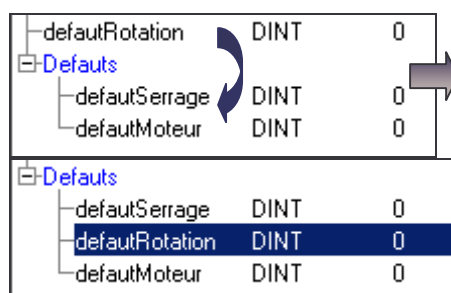 defautRotation DINT 0
Defauts
defautSerrage DINT 0
defautMoteur DINT 0
Defauts
defautSerrage DINT 0
defautRotation DINT 0
defautMoteur DINT 0